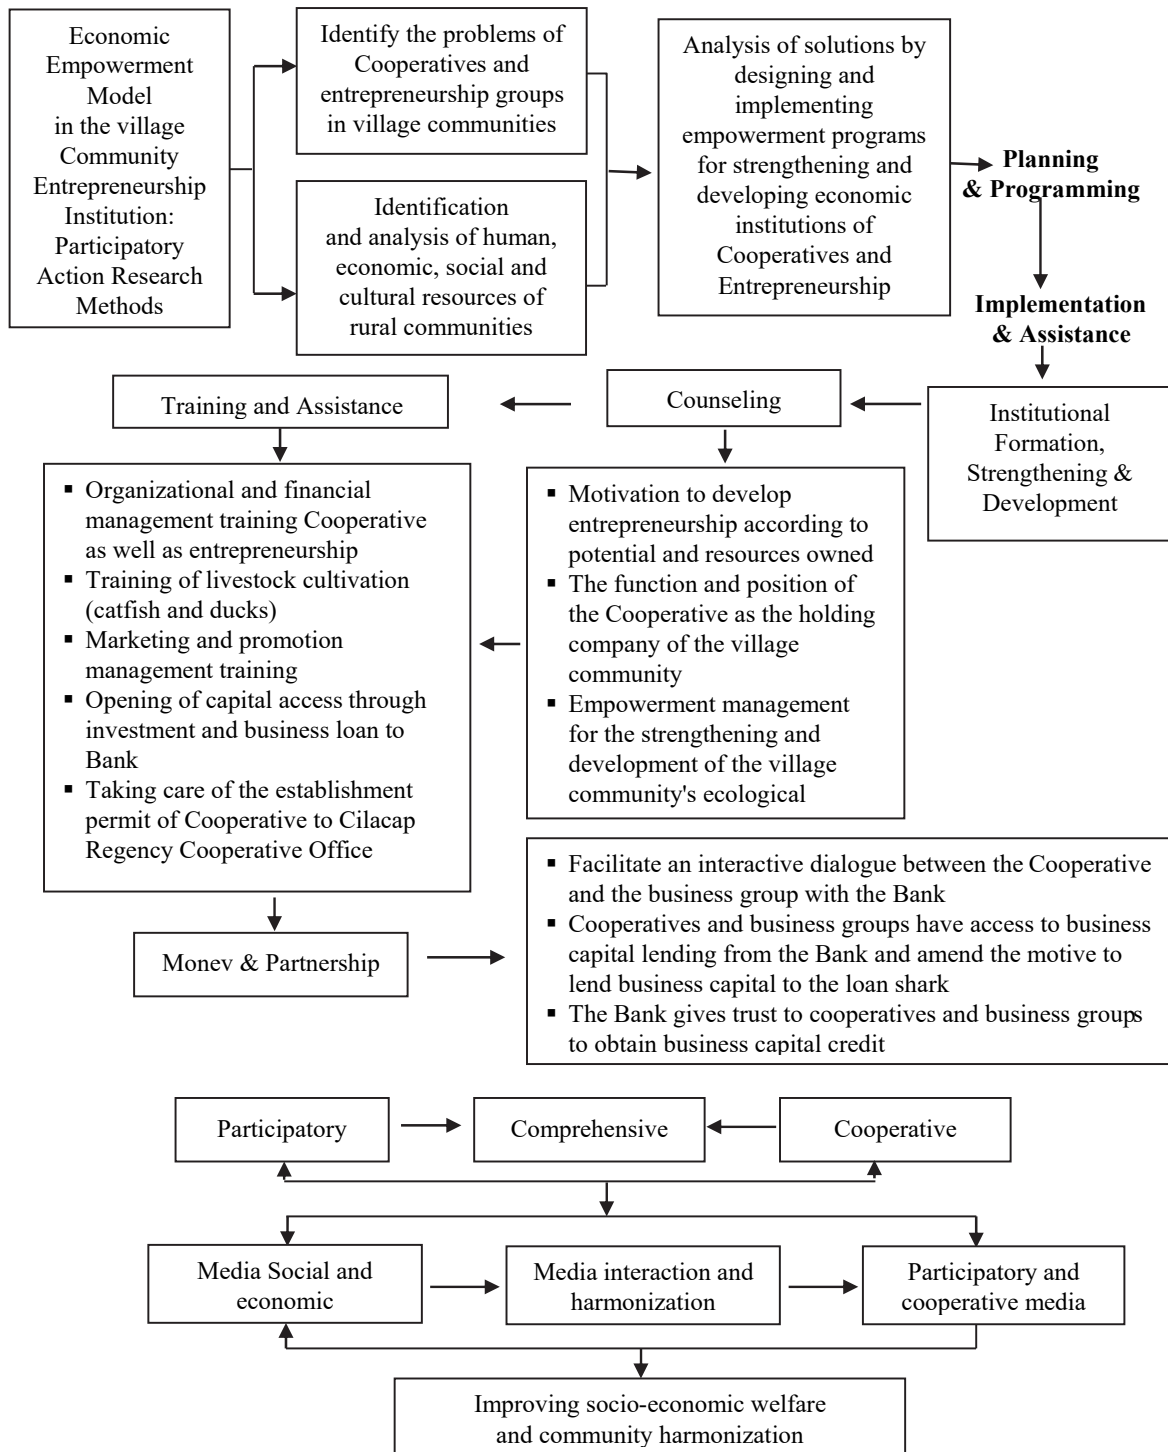 Economic
Empowerment
Model
in the village
Community
Entrepreneurship
Institution:
Participatory
Action Research
Methods
Identify the problems of
Cooperatives and
entrepreneurship groups
in village communities
Identification
and analysis of human,
economic, social and
cultural resources of
rural communities
Analysis of solutions by
designing and
implementing
empowerment programs
for strengthening and
developing economic
institutions of
Cooperatives and
Entrepreneurship
Planning
& Programming
Implementation
& Assistance
Institutional
Formation,
Strengthening &
Development
Counseling
Training and Assistance
▪ Motivation to develop
entrepreneurship according to
potential and resources owned
▪ The function and position of
the Cooperative as the holding
company of the village
community
▪ Empowerment management
for the strengthening and
development of the village
community's ecological
▪ Organizational and financial
management training Cooperative
as well as entrepreneurship
▪ Training of livestock cultivation
(catfish and ducks)
▪ Marketing and promotion
management training
▪ Opening of capital access through
investment and business loan to
Bank
▪ Taking care of the establishment
permit of Cooperative to Cilacap
Regency Cooperative Office
Monev & Partnership
▪ Facilitate an interactive dialogue between the Cooperative
and the business group with the Bank
▪ Cooperatives and business groups have access to business
capital lending from the Bank and amend the motive to
lend business capital to the loan shark
▪ The Bank gives trust to cooperatives and business groups
to obtain business capital credit
Participatory
Comprehensive
Cooperative
Media Social and
economic
Media interaction and
harmonization
Participatory and
cooperative media
Improving socio-economic welfare
and community harmonization